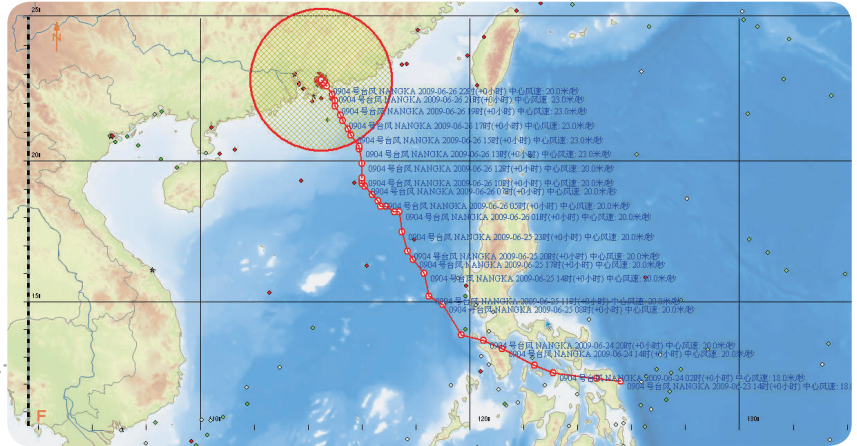 25t
N
0904 号台风 NANGKA 2009-06-26 22时(+0小时) 中心风速: 20.0米/秒
0904 号台风 NANGKA 2009-06-26 21时(+0小时) 中心风速: 23.0米/秒
0904 号台风 NANGKA 2009-06-26 19时(+0小时) 中心风速: 23.0米/秒
0904 号台风 NANGKA 2009-06-26 17时(+0小时) 中心风速: 23.0米/秒
0904 号台风 NANGKA 2009-06-26 15时(+0小时) 中心风速: 23.0米/秒
0904 号台风 NANGKA 2009-06-26 13时(+0小时) 中心风速: 23.0米/秒
20t
0904 号台风 NANGKA 2009-06-26 12时(+0小时) 中心风速: 20.0米/秒
0904 号台风 NANGKA 2009-06-26 10时(+0小时) 中心风速: 20.0米/秒
0904 号台风 NANGKA 2009-06-26 07时(+0小时) 中心风速: 20.0米/秒
0904 号台风 NANGKA 2009-06-26 05时(+0小时) 中心风速: 20.0米/秒
0904 号台风 NANGKA 2009-06-26 01时(+0小时) 中心风速: 20.0米/秒
0904 号台风 NANGKA 2009-06-25 23时(+0小时) 中心风速: 20.0米/秒
0904 号台风 NANGKA 2009-06-25 20时(+0小时) 中心风速: 20.0米/秒
0904 号台风 NANGKA 2009-06-25 17时(+0小时) 中心风速: 20.0米/秒
0904 号台风 NANGKA 2009-06-25 14时(+0小时) 中心风速: 20.0米/秒
15t
0904 号台风 NANGKA 2009-06-25 11时(+0小时) 中心风速: 20.0米/秒
0904 号台风 NANGKA 2009-06-25 08时(+0小时) 中心风速: 20.0米/秒
0904 号台风 NANGKA 2009-06-24 20时(+0小时) 中心风速: 20.0米/秒
0904 号台风 NANGKA 2009-06-24 14时(+0小时) 中心风速: 20.0米/秒
0904 号台风 NANGKA 2009-06-24 02时(+0小时) 中心风速: 18.0米/秒
0904 号台风 NANGKA 2009-06-23 14时(+0小时) 中心风速: 18.0
F
110t
120t
130t